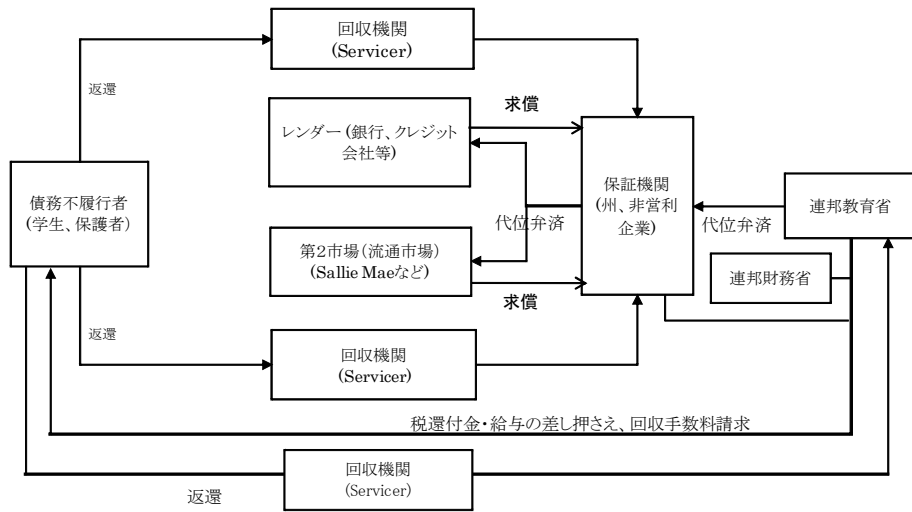 回収機関
(Servicer)
返還
求償
レンダー (銀行、クレジット
会社等)
保証機関
(州、非営利
企業)
債務不履行者
(学生、保護者)
連邦教育省
代位弁済
代位弁済
第2市場(流通市場)
(Sallie Maeなど)
連邦財務省
求償
返還
回収機関
(Servicer)
税還付金・給与の差し押さえ、回収手数料請求
回収機関
(Servicer)
返還